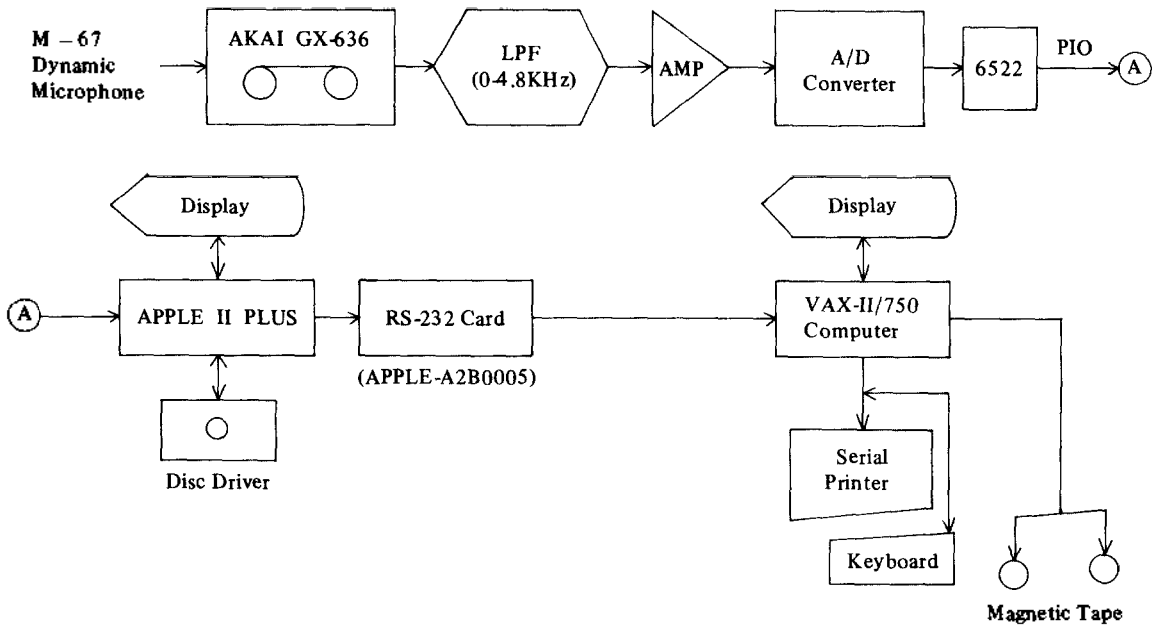 M – 67
Dynamic
Microphone
AKAI GX-636
LPF
(0-4.8KHz)
AMP
A/D
Converter
6522
PIO
A
Display
Display
A
APPLE II PLUS
RS-232 Card
(APPLE-A2B0005)
VAX-II/750
Computer
Disc Driver
Serial
Printer
Keyboard
Magnetic Tape